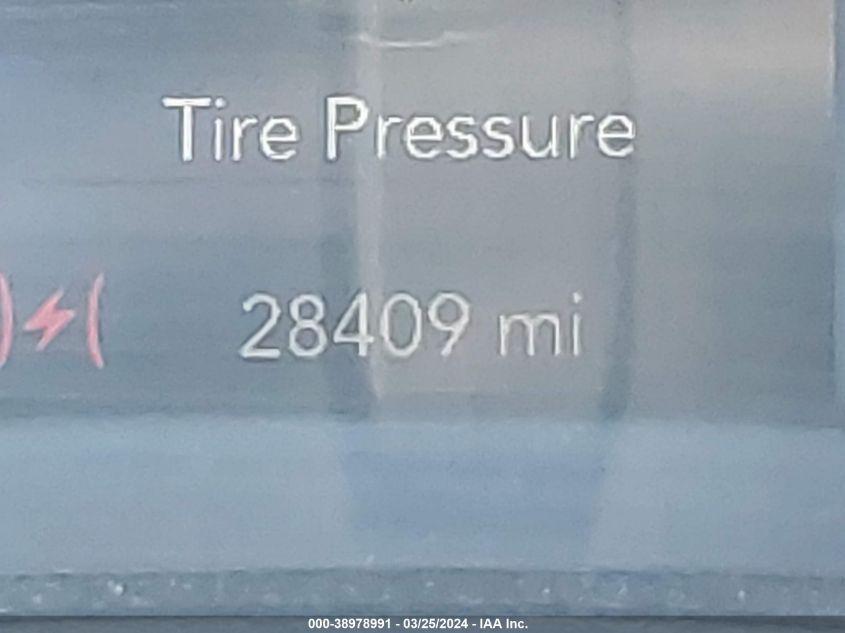 Tire Pressure
28409 mi
000-38978991 - 03/25/2024 - IAA Inc.